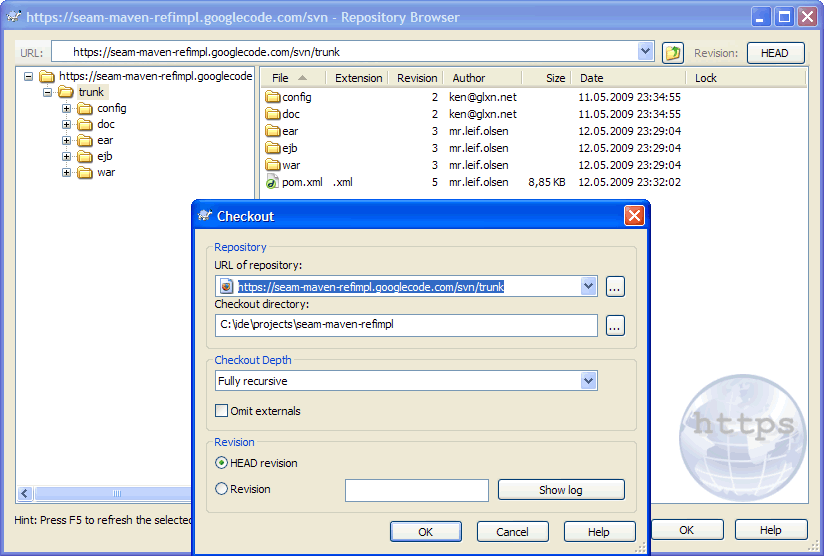 https://seam-maven-refimpl.googlecode.com/svn - Repository Browser
URL: https://seam-maven-refimpl.googlecode.com/svn/trunk Revision: HEAD
https://seam-maven-refimpl.googlecode
trunk
config
doc
ear
ejb
war
File Extension Revision Author Size Date Lock
config 2 ken@glxn.net 11.05.2009 23:34:55
doc 2 ken@glxn.net 11.05.2009 23:34:55
ear 3 mr.leif.olsen 12.05.2009 23:29:04
ejb 3 mr.leif.olsen 12.05.2009 23:29:04
war 3 mr.leif.olsen 12.05.2009 23:29:04
pom.xml .xml 5 mr.leif.olsen 8,85 KB 12.05.2009 23:32:02
Checkout
Repository
URL of repository:
https://seam-maven-refimpl.googlecode.com/svn/trunk ...
Checkout directory:
C:\ide\projects\seam-maven-refimpl ...
Checkout Depth
Fully recursive
Omit externals
Revision
HEAD revision
Revision Show log
OK Cancel Help
https
Hint: Press F5 to refresh the selected
OK Help